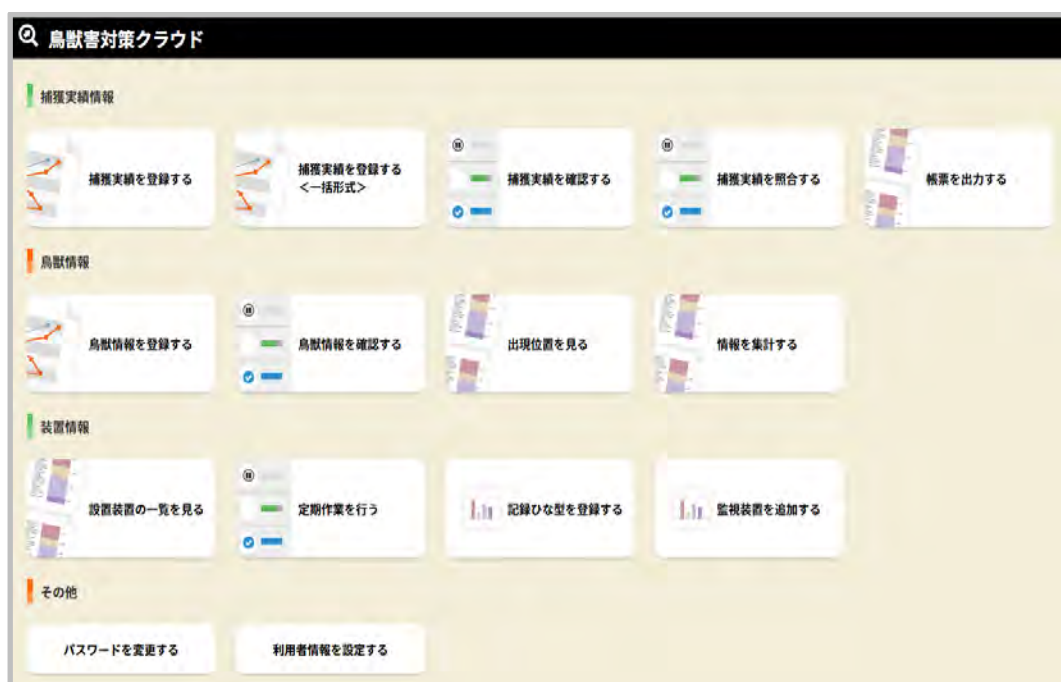 鳥獣害対策クラウド
捕獲実績情報
捕獲実績を登録する
捕獲実績を登録する
＜一括形式＞
捕獲実績を確認する
捕獲実績を照合する
帳票を出力する
鳥獣情報
鳥獣情報を登録する
鳥獣情報を確認する
出現位置を見る
情報を集計する
装置情報
設置装置の一覧を見る
定期作業を行う
記録ひな型を登録する
監視装置を追加する
その他
パスワードを変更する
利用者情報を設定する